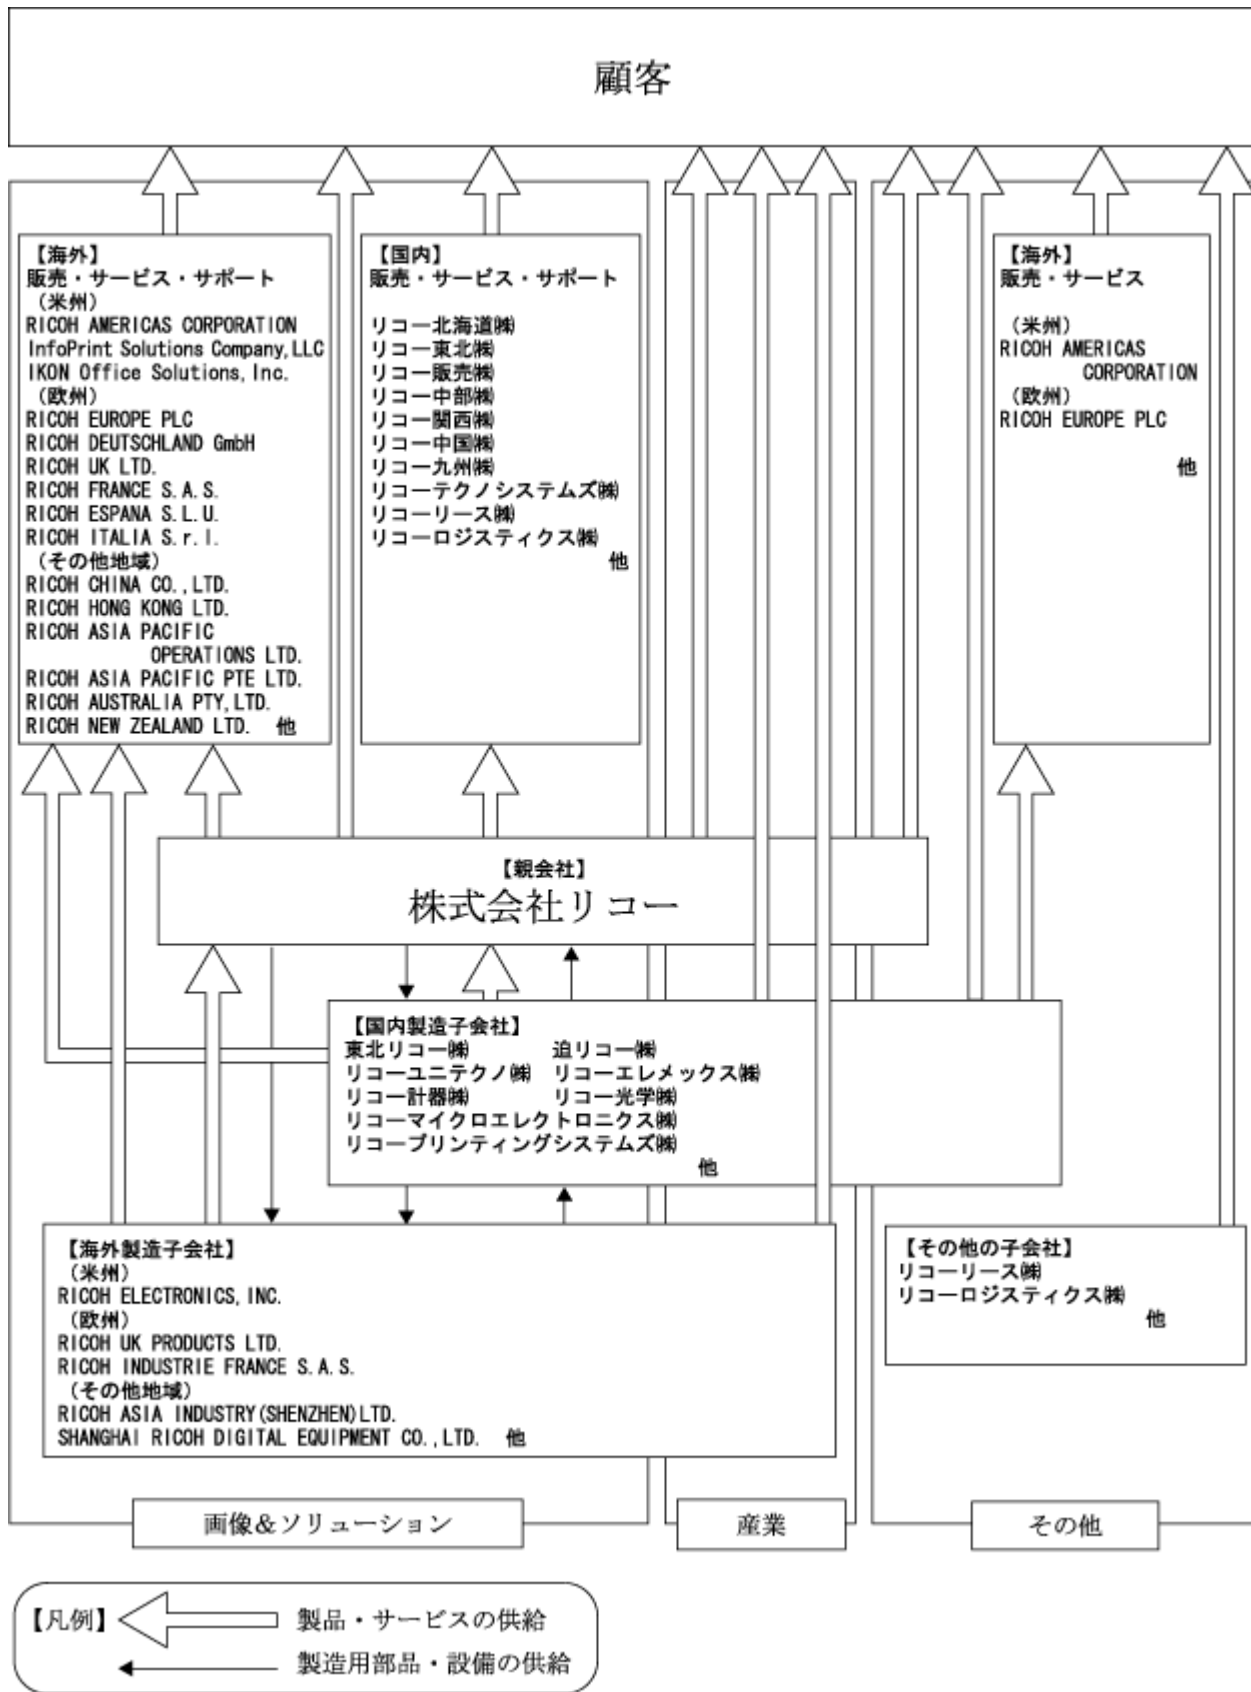 顧客
【海外】
販売・サービス・サポート
（米州）
RICOH AMERICAS CORPORATION
InfoPrint Solutions Company,LLC
IKON Office Solutions,Inc.
（欧州）
RICOH EUROPE PLC
RICOH DEUTSCHLAND GmbH
RICOH UK LTD.
RICOH FRANCE S.A.S.
RICOH ESPANA S.L.U.
RICOH ITALIA S.r.l.
（その他地域）
RICOH CHINA CO.,LTD.
RICOH HONG KONG LTD.
RICOH ASIA PACIFIC
OPERATIONS LTD.
RICOH ASIA PACIFIC PTE LTD.
RICOH AUSTRALIA PTY,LTD.
RICOH NEW ZEALAND LTD. 他
【国内】
販売・サービス・サポート
リコー北海道㈱
リコー東北㈱
リコー販売㈱
リコー中部㈱
リコー関西㈱
リコー中国㈱
リコー九州㈱
リコーテクノシステムズ㈱
リコーリース㈱
リコーロジスティクス㈱
他
【海外】
販売・サービス
（米州）
RICOH AMERICAS
CORPORATION
（欧州）
RICOH EUROPE PLC
他
【親会社】
株式会社リコー
【国内製造子会社】
東北リコー㈱ 迫リコー㈱
リコーユニテクノ㈱ リコーエレメックス㈱
リコー計器㈱ リコー光学㈱
リコーマイクロエレクトロニクス㈱
リコープリンティングシステムズ㈱
他
【海外製造子会社】
（米州）
RICOH ELECTRONICS,INC.
（欧州）
RICOH UK PRODUCTS LTD.
RICOH INDUSTRIE FRANCE S.A.S.
（その他地域）
RICOH ASIA INDUSTRY(SHENZHEN)LTD.
SHANGHAI RICOH DIGITAL EQUIPMENT CO.,LTD. 他
【その他の子会社】
リコーリース㈱
リコーロジスティクス㈱
他
画像&ソリューション
産業
その他
【凡例】 製品・サービスの供給
製造用部品・設備の供給